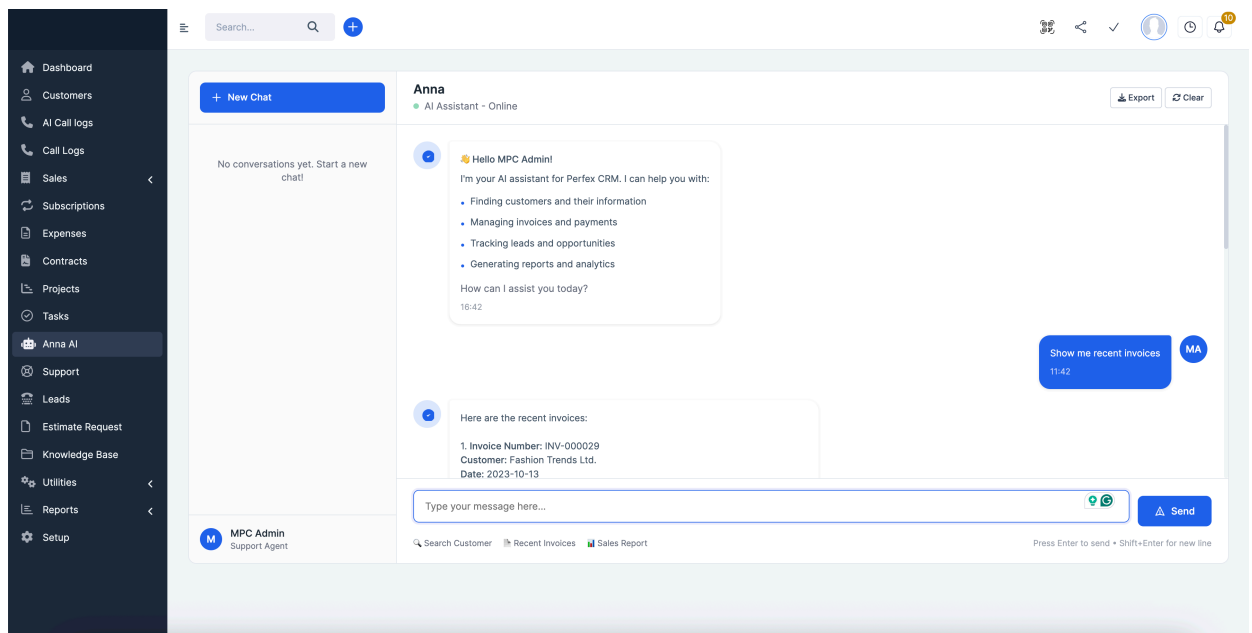 Search...
10
Dashboard
Customers
AI Call logs
Call Logs
Sales
Subscriptions
Expenses
Contracts
Projects
Tasks
Anna AI
Support
Leads
Estimate Request
Knowledge Base
Utilities
Reports
Setup
+ New Chat
No conversations yet. Start a new
chat!
M
MPC Admin
Support Agent
Anna
AI Assistant - Online
Export
Clear
👋 Hello MPC Admin!
I'm your AI assistant for Perfex CRM. I can help you with:
• Finding customers and their information
• Managing invoices and payments
• Tracking leads and opportunities
• Generating reports and analytics
How can I assist you today?
16:42
Show me recent invoices
11:42
MA
Here are the recent invoices:
1. Invoice Number: INV-000029
Customer: Fashion Trends Ltd.
Date: 2023-10-13
Type your message here...
Send
Search Customer
Recent Invoices
Sales Report
Press Enter to send • Shift+Enter for new line